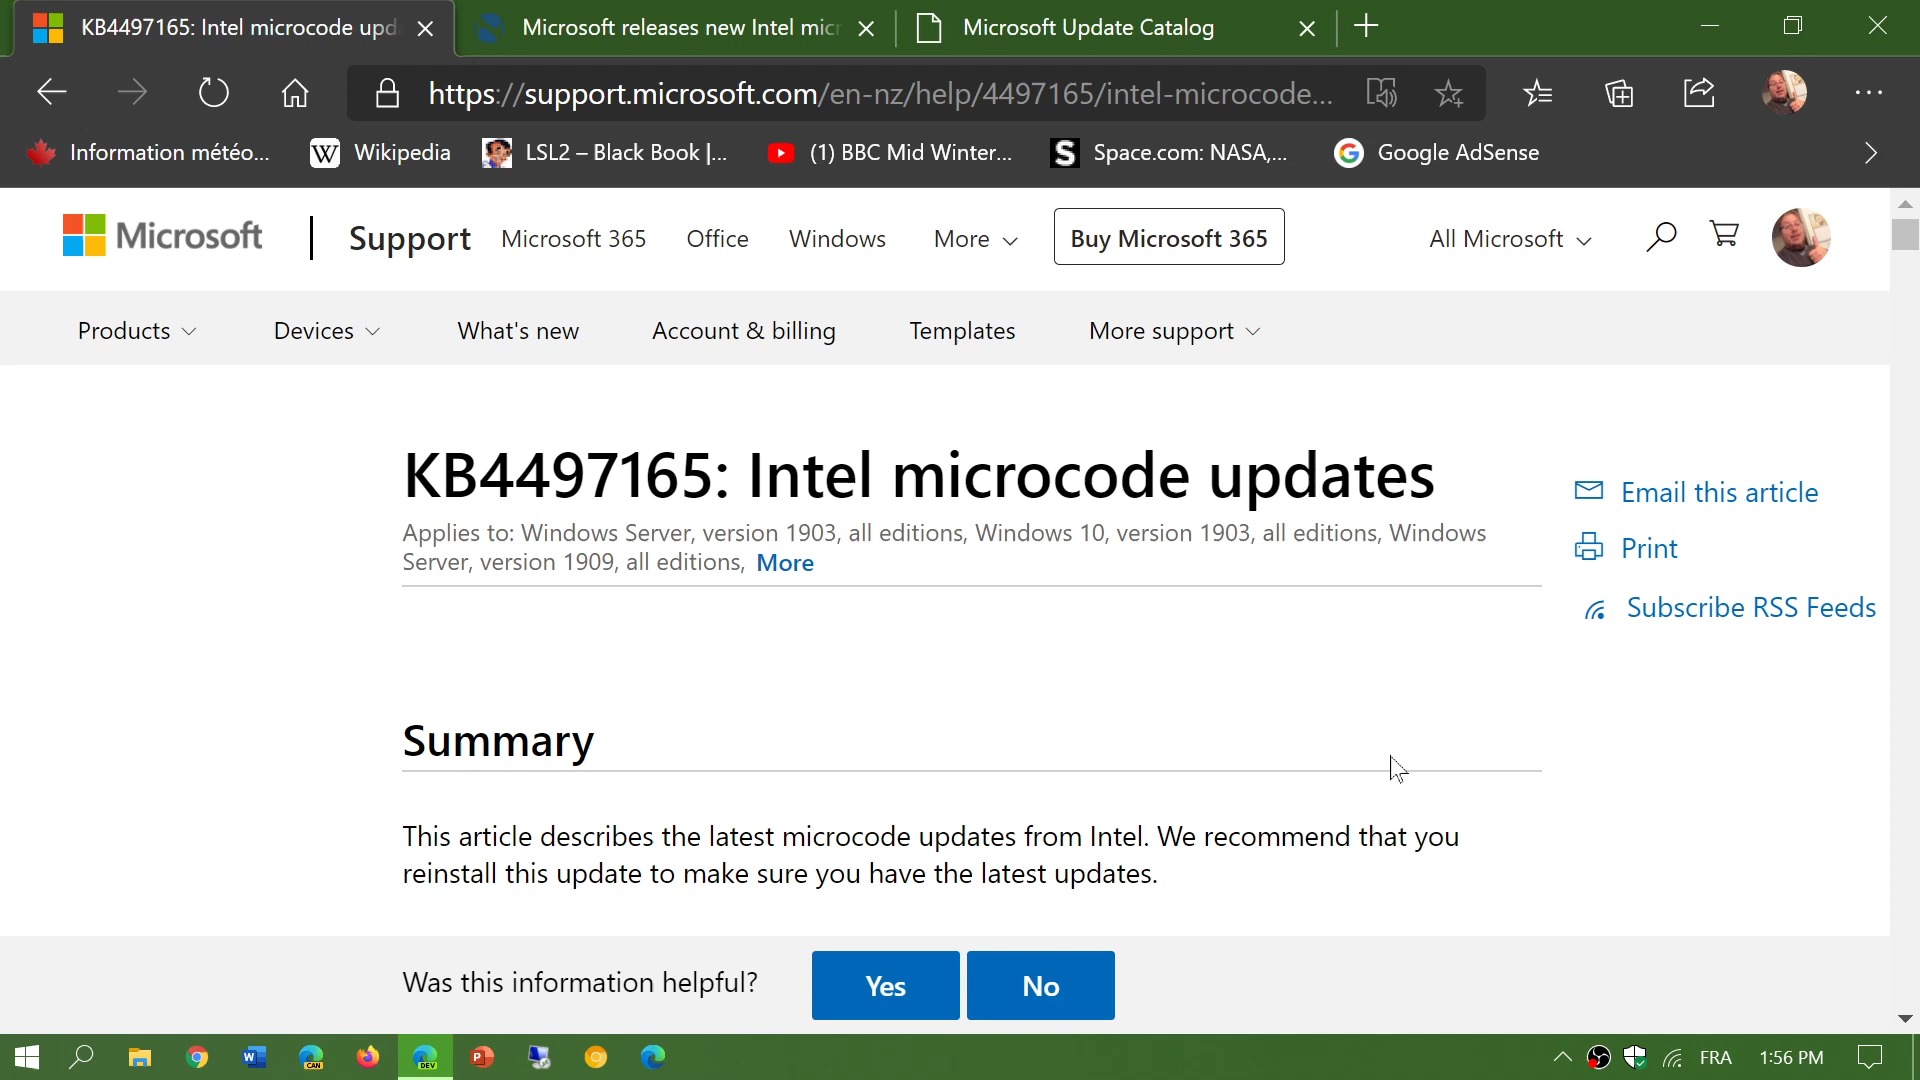 KB4497165: Intel microcode upd
Microsoft releases new Intel micr
Microsoft Update Catalog
https://support.microsoft.com/en-nz/help/4497165/intel-microcode...
Information météo...
Wikipedia
LSL2 – Black Book |...
(1) BBC Mid Winter...
Space.com: NASA,...
Google AdSense
Microsoft
Support
Microsoft 365
Office
Windows
More
Buy Microsoft 365
All Microsoft
Products
Devices
What's new
Account & billing
Templates
More support
KB4497165: Intel microcode updates
Applies to: Windows Server, version 1903, all editions, Windows 10, version 1903, all editions, Windows
Server, version 1909, all editions, More
Email this article
Print
Subscribe RSS Feeds
Summary
This article describes the latest microcode updates from Intel. We recommend that you
reinstall this update to make sure you have the latest updates.
Was this information helpful?
Yes
No
CAN
DEV
FRA
1:56 PM